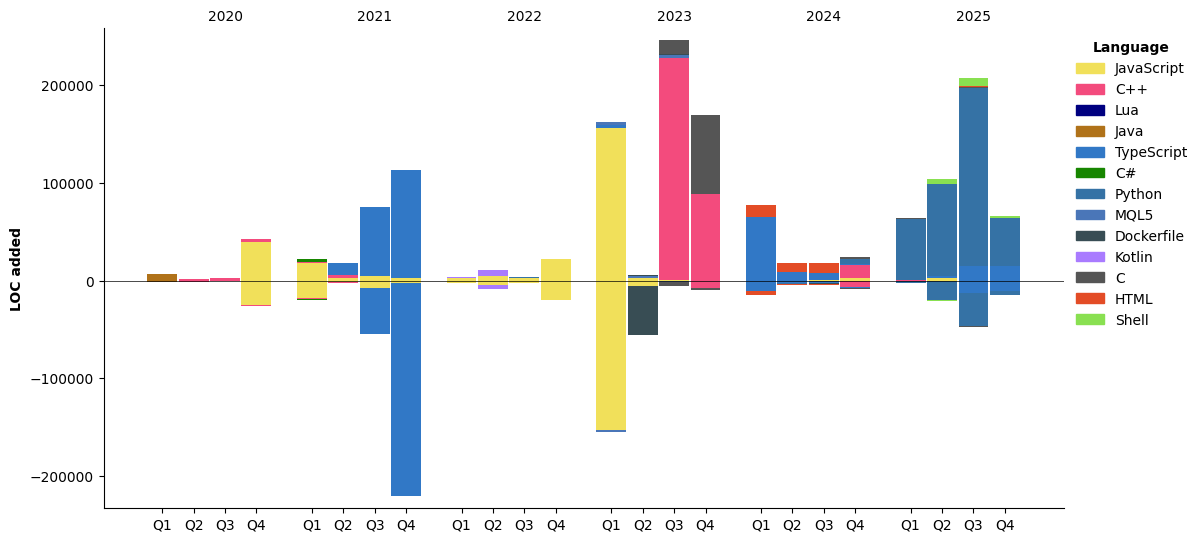 2020 2021 2022 2023 2024 2025
LOC added
200000
100000
0
−100000
−200000
Q1 Q2 Q3 Q4 Q1 Q2 Q3 Q4 Q1 Q2 Q3 Q4 Q1 Q2 Q3 Q4 Q1 Q2 Q3 Q4 Q1 Q2 Q3 Q4
Language
JavaScript
C++
Lua
Java
TypeScript
C#
Python
MQL5
Dockerfile
Kotlin
C
HTML
Shell